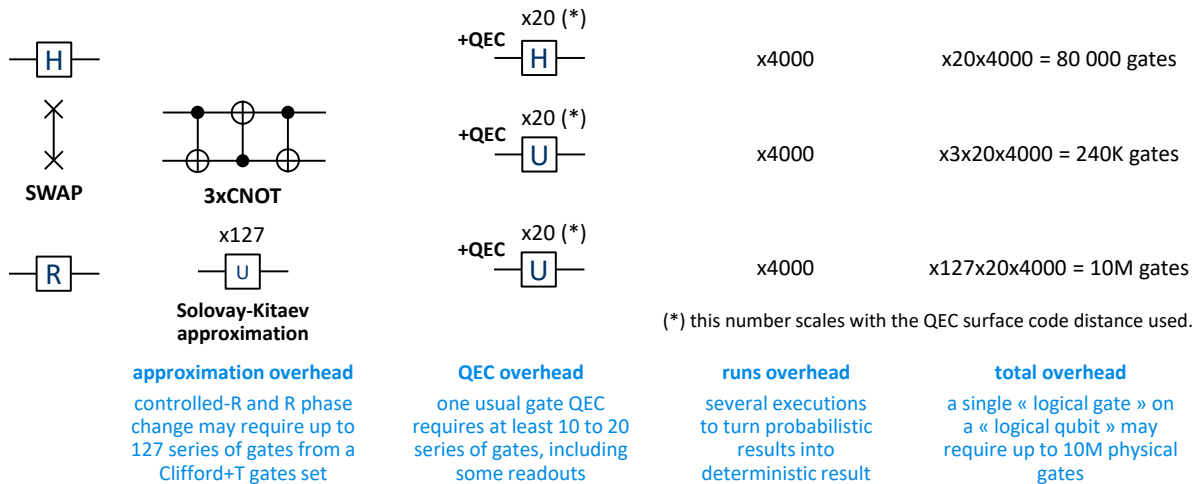 x20 (*)
+QEC
H
H
x4000
x20x4000 = 80 000 gates
x20 (*)
+QEC
U
x4000
x3x20x4000 = 240K gates
SWAP
3xCNOT
x127
x20 (*)
+QEC
R
U
U
x4000
x127x20x4000 = 10M gates
Solovay-Kitaev
approximation
(*) this number scales with the QEC surface code distance used.
approximation overhead
controlled-R and R phase
change may require up to
127 series of gates from a
Clifford+T gates set
QEC overhead
one usual gate QEC
requires at least 10 to 20
series of gates, including
some readouts
runs overhead
several executions
to turn probabilistic
results into
deterministic result
total overhead
a single « logical gate » on
a « logical qubit » may
require up to 10M physical
gates